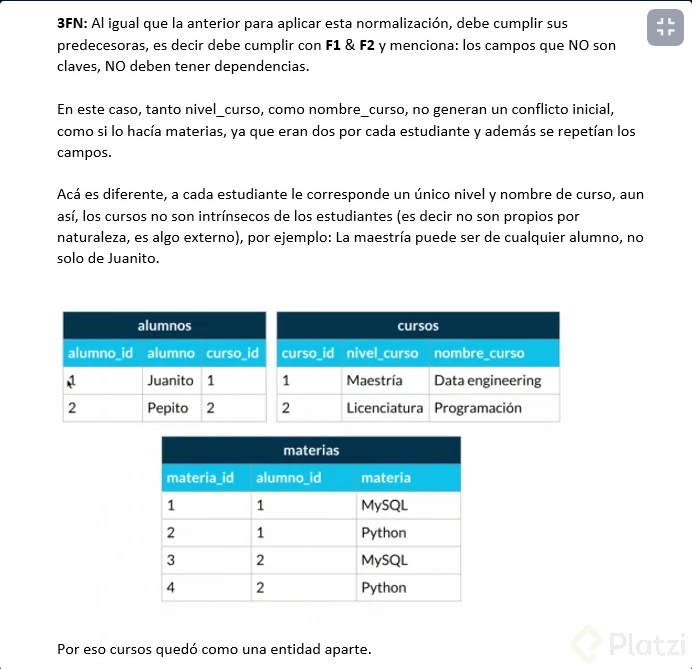 3FN: Al igual que la anterior para aplicar esta normalización, debe cumplir sus
predecesoras, es decir debe cumplir con F1 & F2 y menciona: los campos que NO son
claves, NO deben tener dependencias.
En este caso, tanto nivel_curso, como nombre_curso, no generan un conflicto inicial,
como si lo hacía materias, ya que eran dos por cada estudiante y además se repetían los
campos.
Acá es diferente, a cada estudiante le corresponde un único nivel y nombre de curso, aun
así, los cursos no son intrínsecos de los estudiantes (es decir no son propios por
naturaleza, es algo externo), por ejemplo: La maestría puede ser de cualquier alumno, no
solo de Juanito.
alumnos
alumno_id alumno curso_id
1 Juanito 1
2 Pepito 2
cursos
curso_id nivel_curso nombre_curso
1 Maestría Data engineering
2 Licenciatura Programación
materias
materia_id alumno_id materia
1 1 MySQL
2 1 Python
3 2 MySQL
4 2 Python
Por eso cursos quedó como una entidad aparte.
Platzi